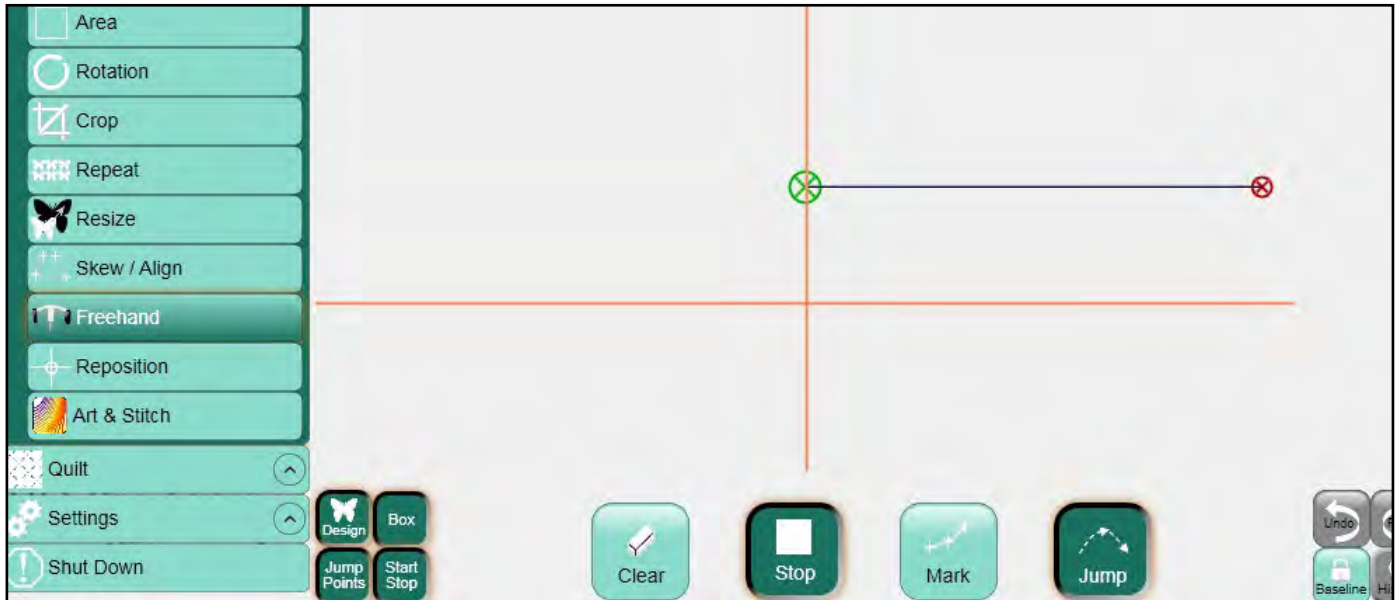 Area
Rotation
Crop
Repeat
Resize
Skew / Align
Freehand
Reposition
Art & Stitch
Quilt
Settings
Shut Down
Design
Box
Jump
Points
Start
Stop
Clear
Stop
Mark
Jump
Undo
Baseline